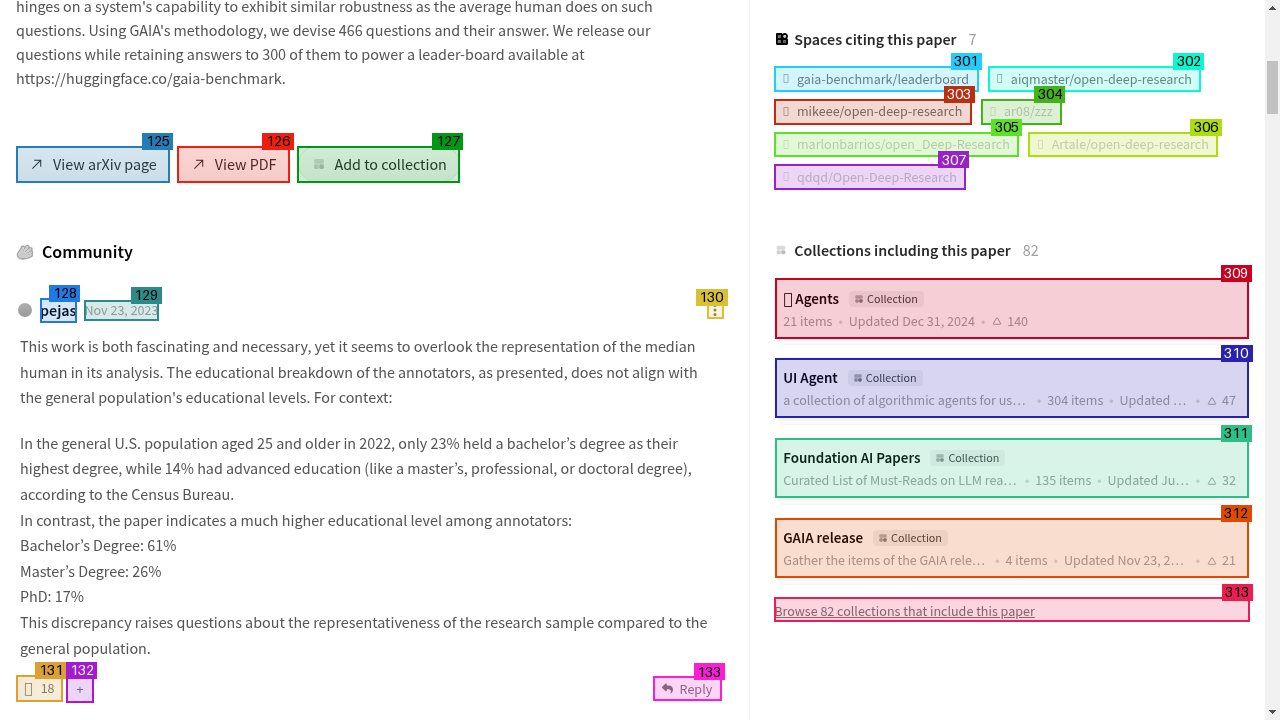 hinges on a system's capability to exhibit similar robustness as the average human does on such
questions. Using GAIA's methodology, we devise 466 questions and their answer. We release our
questions while retaining answers to 300 of them to power a leader-board available at
https://huggingface.co/gaia-benchmark.
125
View arXiv page
126
View PDF
127
Add to collection
Community
128
pejas
129
Nov 23, 2023
130
This work is both fascinating and necessary, yet it seems to overlook the representation of the median
human in its analysis. The educational breakdown of the annotators, as presented, does not align with
the general population's educational levels. For context:
In the general U.S. population aged 25 and older in 2022, only 23% held a bachelor’s degree as their
highest degree, while 14% had advanced education (like a master’s, professional, or doctoral degree),
according to the Census Bureau.
In contrast, the paper indicates a much higher educational level among annotators:
Bachelor’s Degree: 61%
Master’s Degree: 26%
PhD: 17%
This discrepancy raises questions about the representativeness of the research sample compared to the
general population.
131
18
132
+
133
Reply
Spaces citing this paper 7
301
gaia-benchmark/leaderboard
302
aiqmaster/open-deep-research
303
mikeee/open-deep-research
304
ar08/zzz
305
marlonbarrios/open_Deep-Research
306
Artale/open-deep-research
307
qdqd/Open-Deep-Research
Collections including this paper 82
309
Agents Collection
21 items • Updated Dec 31, 2024 • 140
310
UI Agent Collection
a collection of algorithmic agents for us… • 304 items • Updated … • 47
311
Foundation AI Papers Collection
Curated List of Must-Reads on LLM rea… • 135 items • Updated Ju… • 32
312
GAIA release Collection
Gather the items of the GAIA rele… • 4 items • Updated Nov 23, 2… • 21
313
Browse 82 collections that include this paper